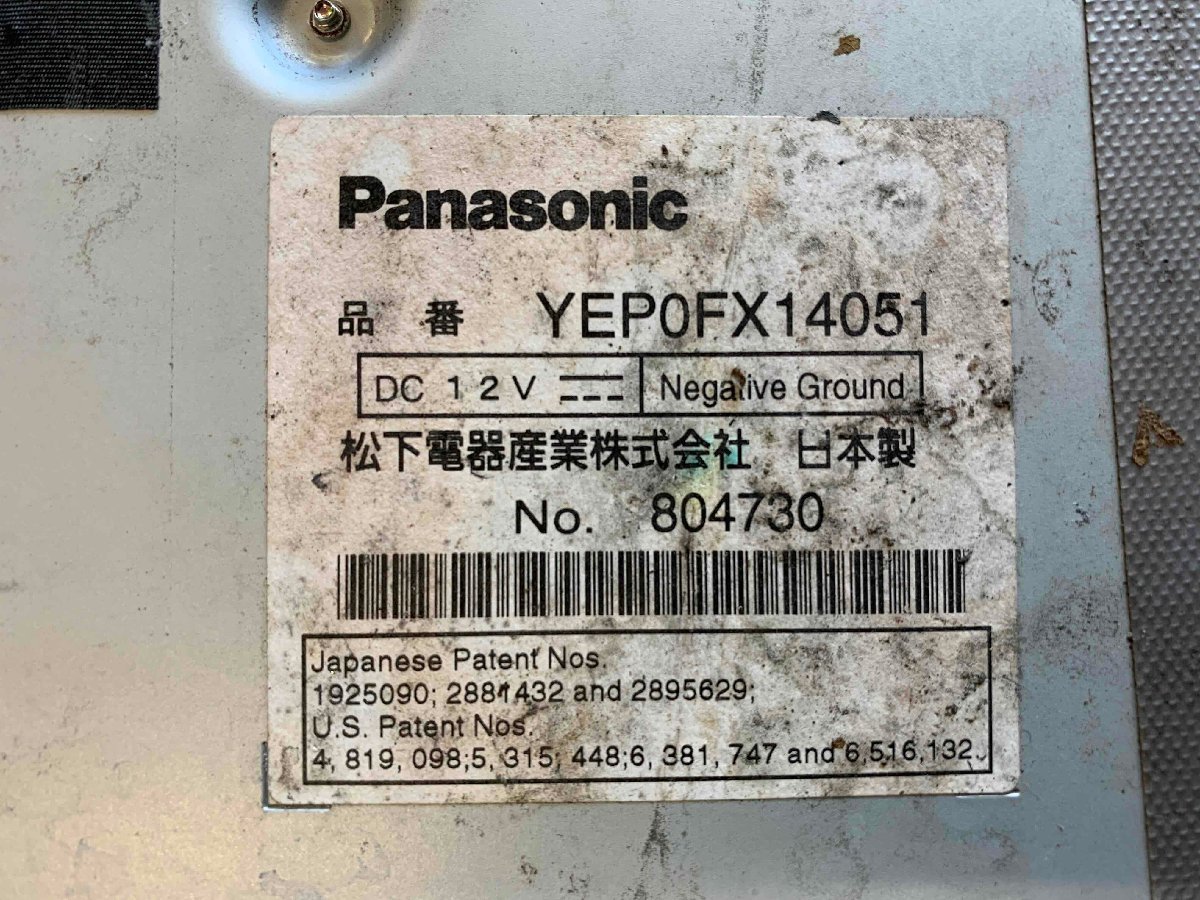 Panasonic
品 番 YEP0FX14051
DC 12V Negative Ground
松下電器産業株式会社 日本製
No. 804730
Japanese Patent Nos.
1925090; 2881432 and 2895629;
U.S. Patent Nos.
4, 819, 098;5, 315, 448;6, 381, 747 and 6,516,132.